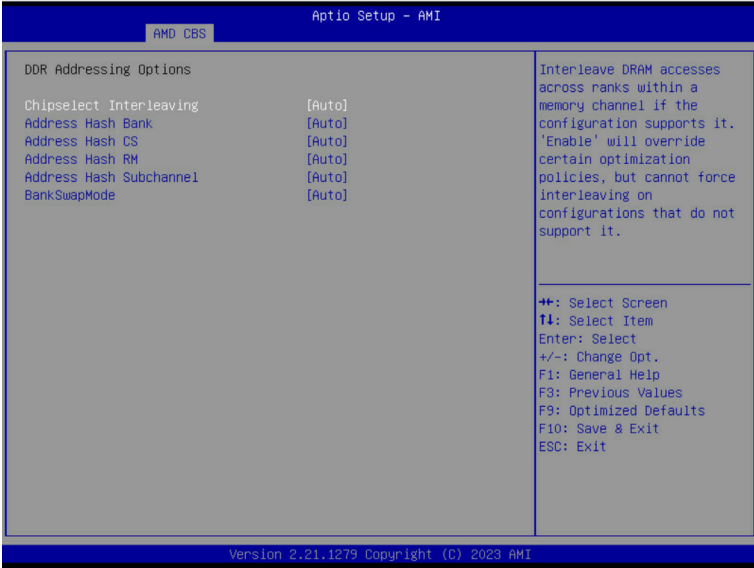 Aptio Setup – AMI
AMD CBS
DDR Addressing Options
Chipselect Interleaving [Auto]
Address Hash Bank [Auto]
Address Hash CS [Auto]
Address Hash RM [Auto]
Address Hash Subchannel [Auto]
BankSwapMode [Auto]
Interleave DRAM accesses
across ranks within a
memory channel if the
configuration supports it.
'Enable' will override
certain optimization
policies, but cannot force
interleaving on
configurations that do not
support it.
→←: Select Screen
↑↓: Select Item
Enter: Select
+/-: Change Opt.
F1: General Help
F3: Previous Values
F9: Optimized Defaults
F10: Save & Exit
ESC: Exit
Version 2.21.1279 Copyright (C) 2023 AMI